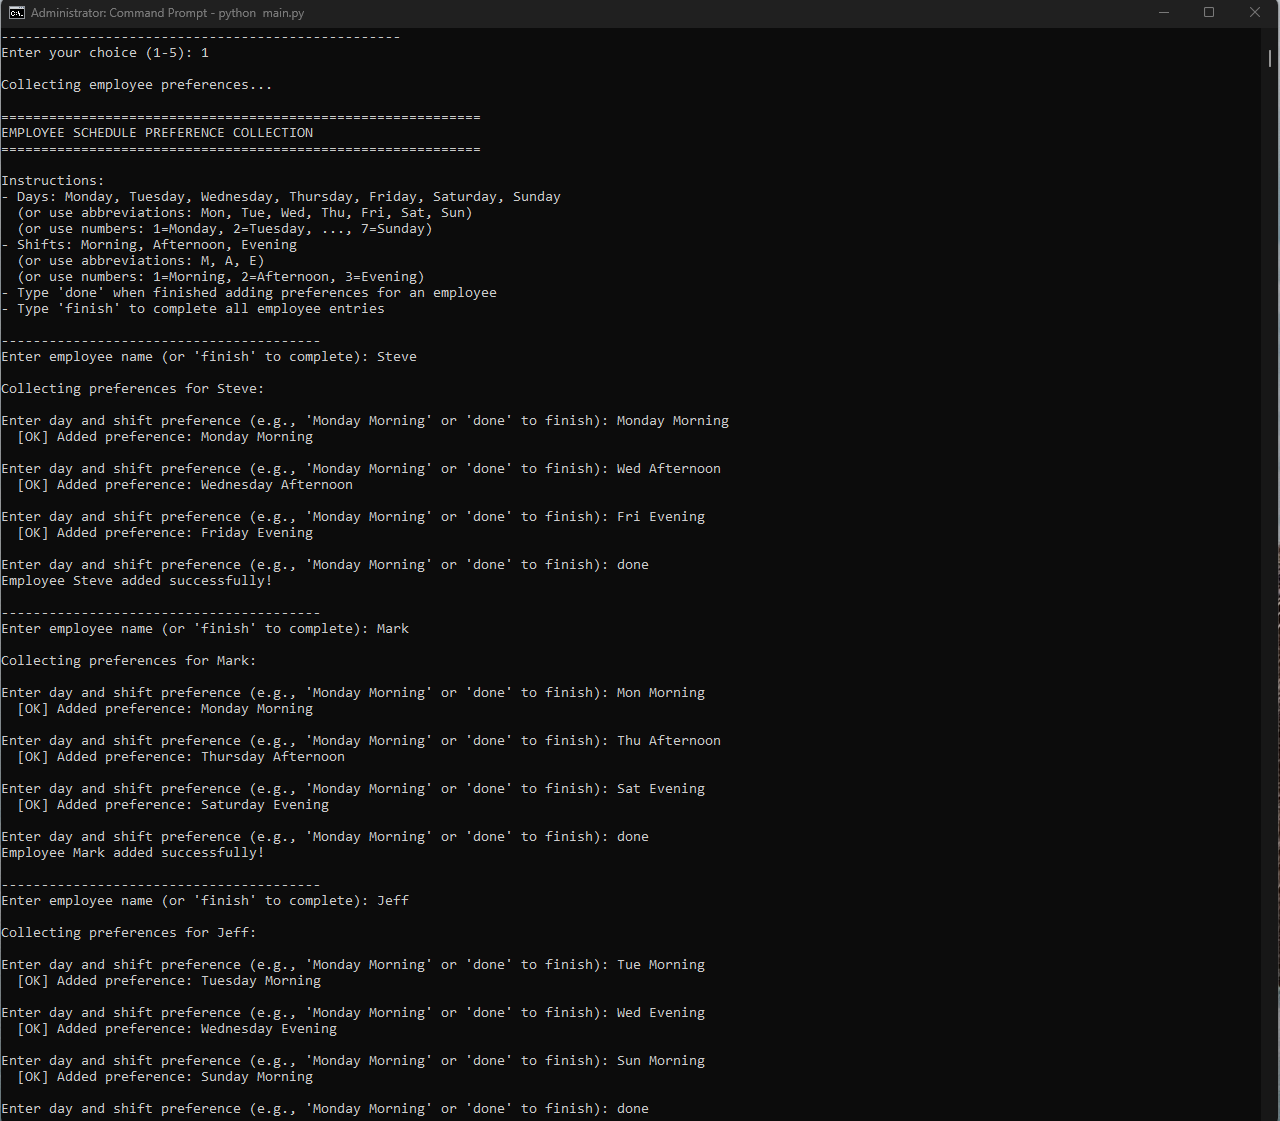 Administrator: Command Prompt - python  main.py
--------------------------------------------------
Enter your choice (1-5): 1
Collecting employee preferences...
============================================================
EMPLOYEE SCHEDULE PREFERENCE COLLECTION
============================================================
Instructions:
- Days: Monday, Tuesday, Wednesday, Thursday, Friday, Saturday, Sunday
  (or use abbreviations: Mon, Tue, Wed, Thu, Fri, Sat, Sun)
  (or use numbers: 1=Monday, 2=Tuesday, ..., 7=Sunday)
- Shifts: Morning, Afternoon, Evening
  (or use abbreviations: M, A, E)
  (or use numbers: 1=Morning, 2=Afternoon, 3=Evening)
- Type 'done' when finished adding preferences for an employee
- Type 'finish' to complete all employee entries
----------------------------------------
Enter employee name (or 'finish' to complete): Steve
Collecting preferences for Steve:
Enter day and shift preference (e.g., 'Monday Morning' or 'done' to finish): Monday Morning
  [OK] Added preference: Monday Morning
Enter day and shift preference (e.g., 'Monday Morning' or 'done' to finish): Wed Afternoon
  [OK] Added preference: Wednesday Afternoon
Enter day and shift preference (e.g., 'Monday Morning' or 'done' to finish): Fri Evening
  [OK] Added preference: Friday Evening
Enter day and shift preference (e.g., 'Monday Morning' or 'done' to finish): done
Employee Steve added successfully!
----------------------------------------
Enter employee name (or 'finish' to complete): Mark
Collecting preferences for Mark:
Enter day and shift preference (e.g., 'Monday Morning' or 'done' to finish): Mon Morning
  [OK] Added preference: Monday Morning
Enter day and shift preference (e.g., 'Monday Morning' or 'done' to finish): Thu Afternoon
  [OK] Added preference: Thursday Afternoon
Enter day and shift preference (e.g., 'Monday Morning' or 'done' to finish): Sat Evening
  [OK] Added preference: Saturday Evening
Enter day and shift preference (e.g., 'Monday Morning' or 'done' to finish): done
Employee Mark added successfully!
----------------------------------------
Enter employee name (or 'finish' to complete): Jeff
Collecting preferences for Jeff:
Enter day and shift preference (e.g., 'Monday Morning' or 'done' to finish): Tue Morning
  [OK] Added preference: Tuesday Morning
Enter day and shift preference (e.g., 'Monday Morning' or 'done' to finish): Wed Evening
  [OK] Added preference: Wednesday Evening
Enter day and shift preference (e.g., 'Monday Morning' or 'done' to finish): Sun Morning
  [OK] Added preference: Sunday Morning
Enter day and shift preference (e.g., 'Monday Morning' or 'done' to finish): done